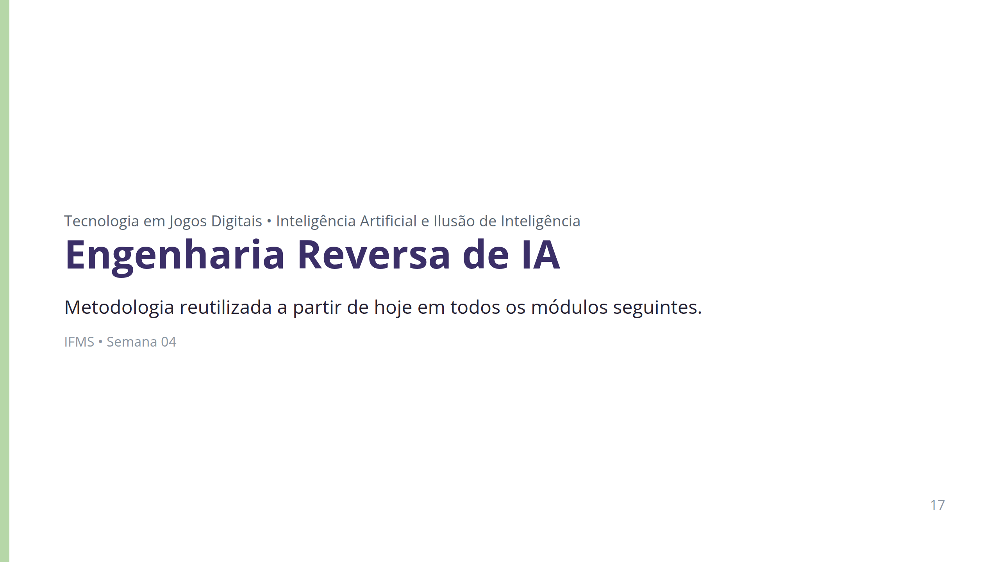 Tecnologia em Jogos Digitais • Inteligência Artificial e Ilusão de Inteligência
Engenharia Reversa de IA
Metodologia reutilizada a partir de hoje em todos os módulos seguintes.
IFMS • Semana 04
17